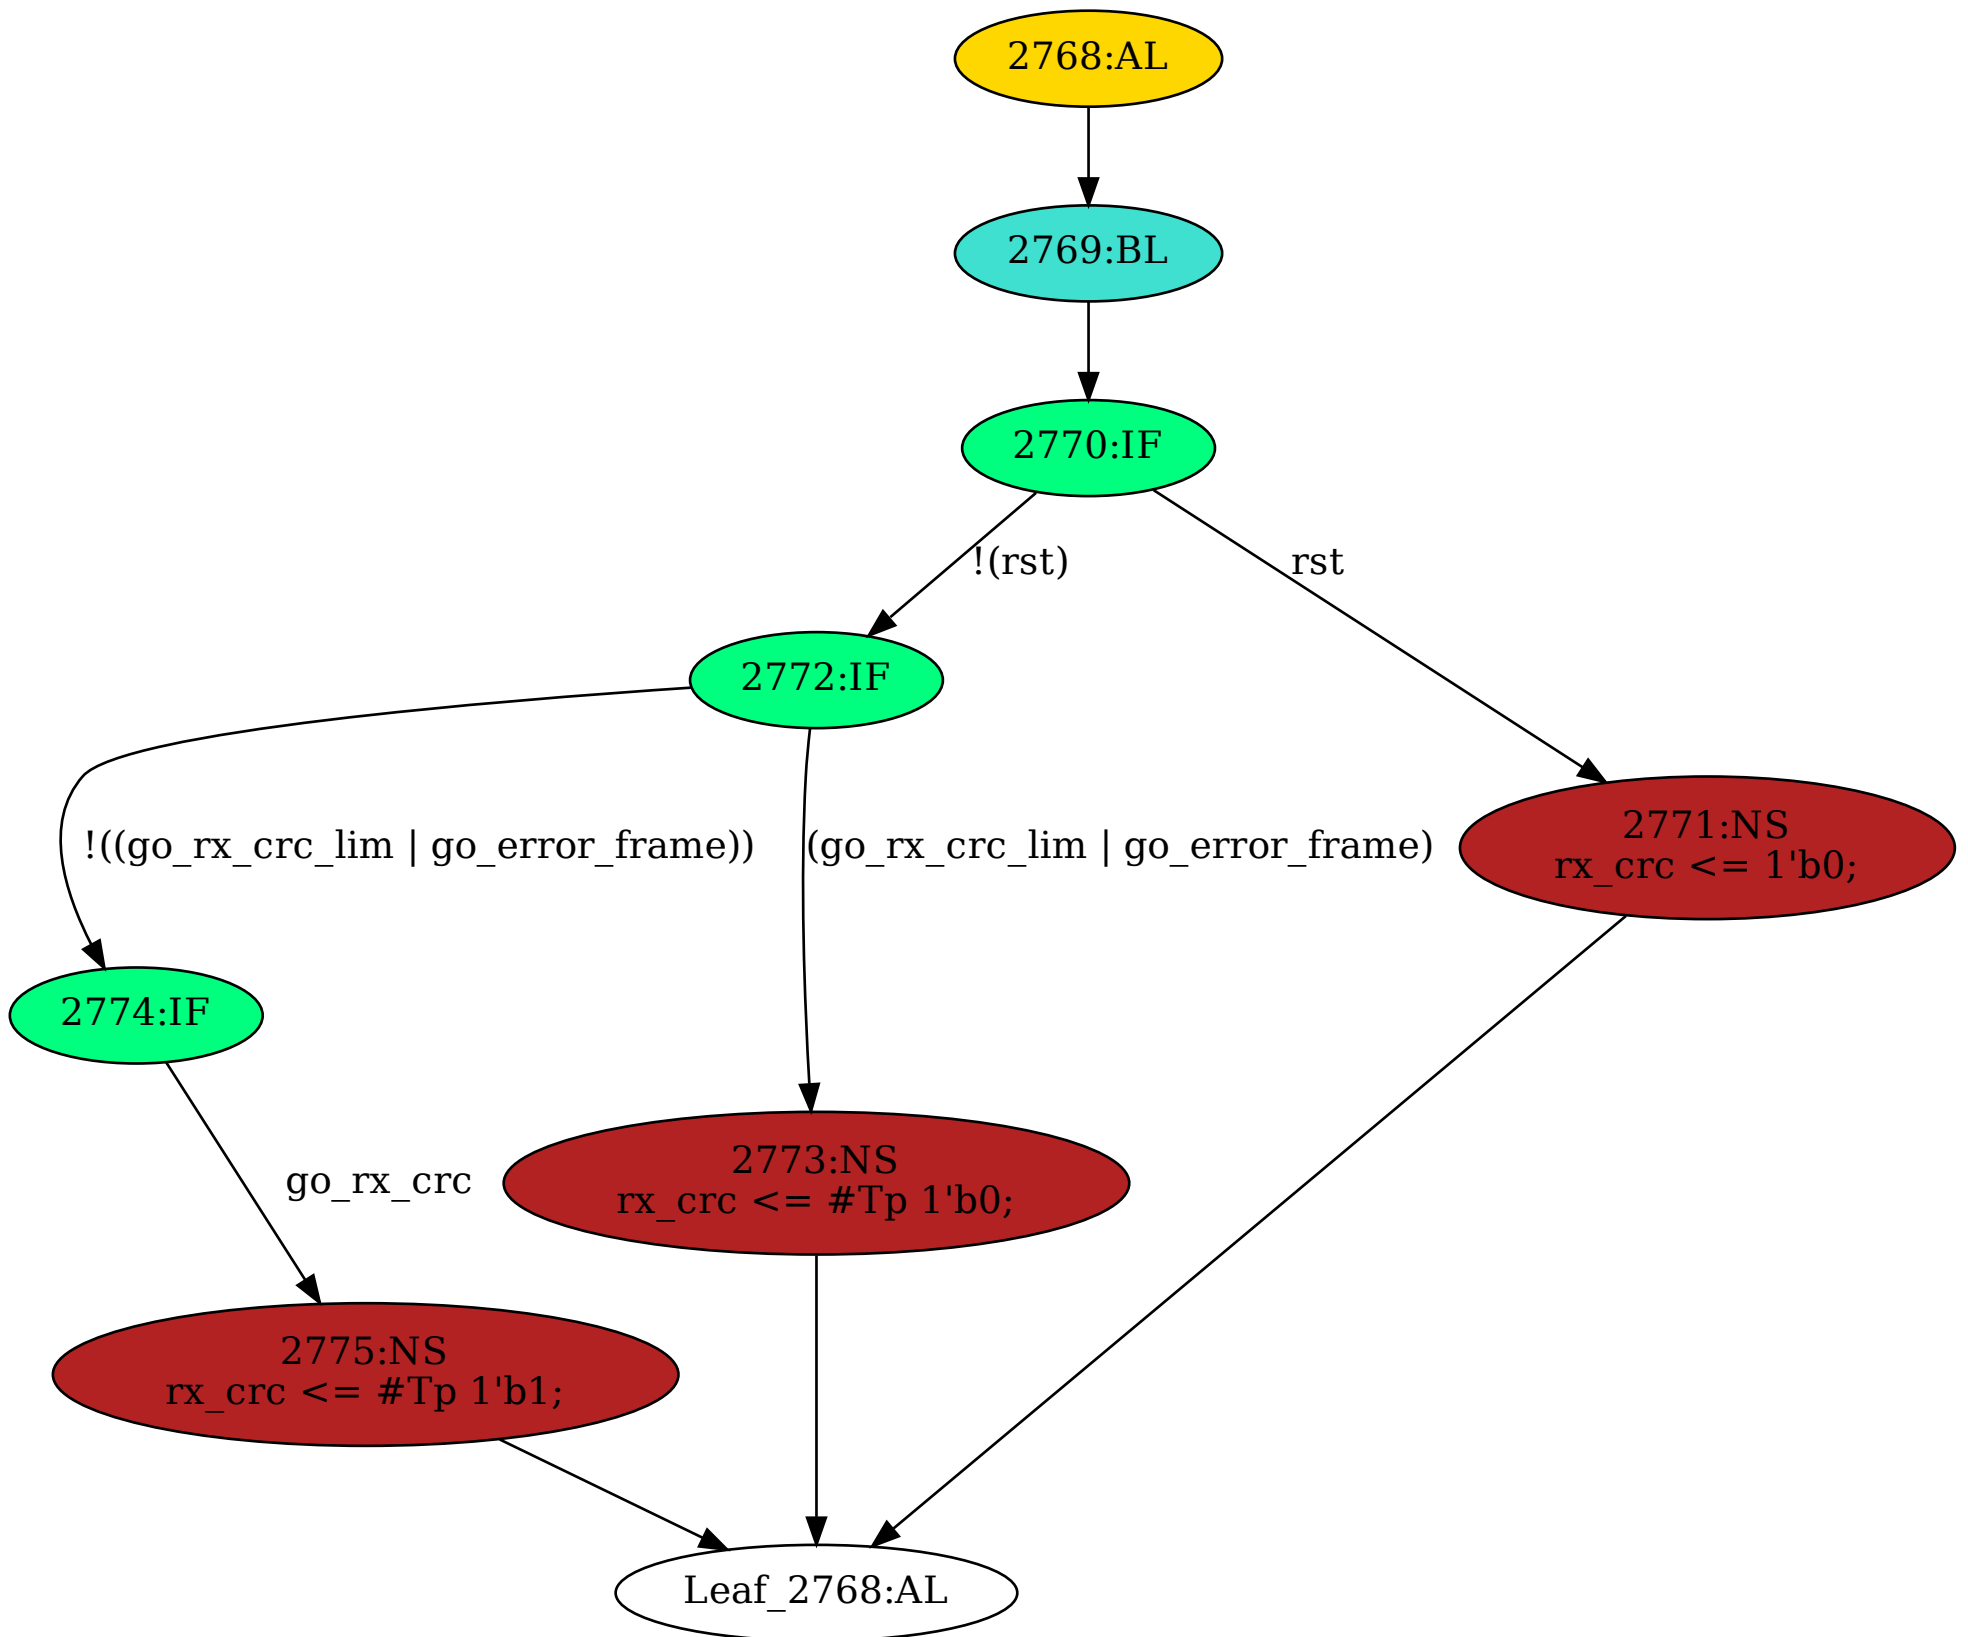 2768:AL
2769:BL
2770:IF
!(rst)
rst
2772:IF
!((go_rx_crc_lim | go_error_frame))
(go_rx_crc_lim | go_error_frame)
2771:NS
rx_crc <= 1'b0;
2774:IF
go_rx_crc
2773:NS
rx_crc <= #Tp 1'b0;
2775:NS
rx_crc <= #Tp 1'b1;
Leaf_2768:AL